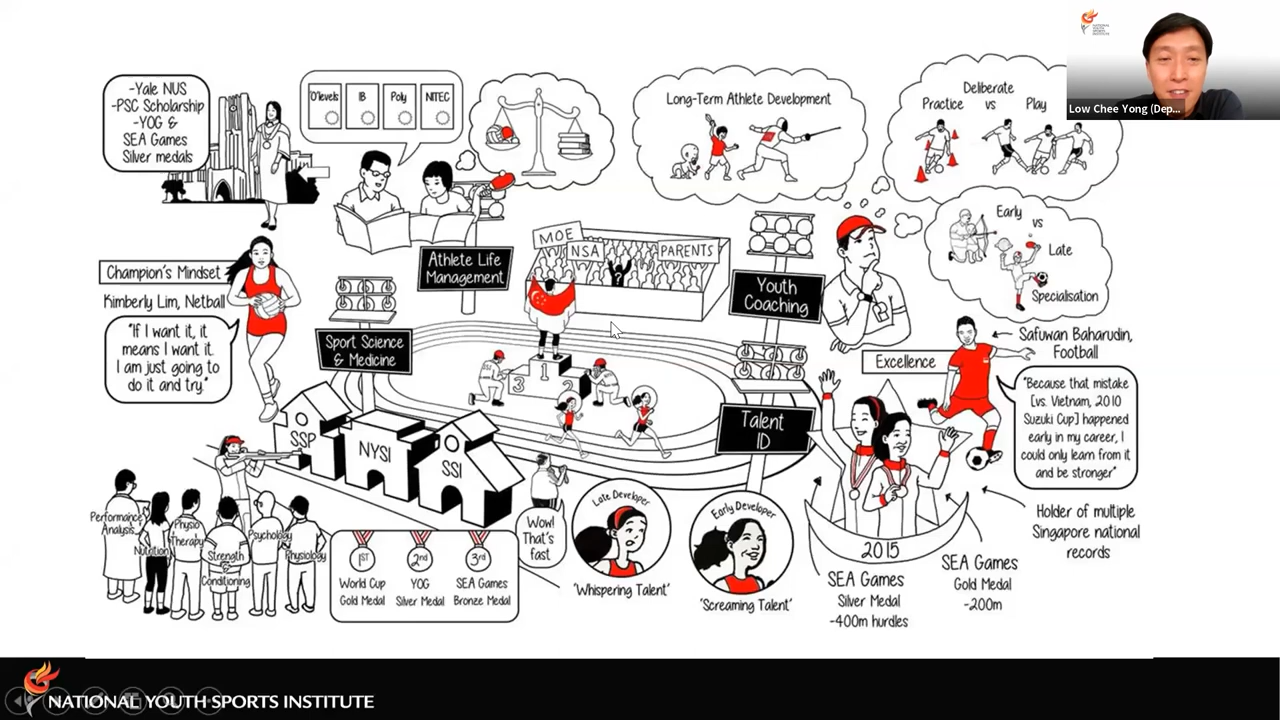 -Yale NUS
-PSC Scholarship
-YOG &
SEA Games
Silver medals
'O'levels
IB
Poly
NITEC
Long-Term Athlete Development
Deliberate
Practice vs Play
NATIONAL
YOUTH SPORTS
INSTITUTE
Low Chee Yong (Dep...
Early
vs
Late
Specialisation
Champion's Mindset
Kimberly Lim, Netball
"If I want it, it
means I want it.
I am just going to
do it and try."
Athlete Life
Management
MOE
NSA
?
PARENTS
Youth
Coaching
Sport Science
& Medicine
1
2
3
Excellence
Safuwan Baharudin,
Football
"Because that mistake
[vs. Vietnam, 2010
Suzuki Cup] happened
early in my career, I
could only learn from it
and be stronger"
Talent
ID
SSP
NYSI
SSI
Performance
Analysis
Nutrition
Physio
Therapy
Strength
&
Conditioning
Psychology
Physiology
1ST
World Cup
Gold Medal
2nd
YOG
Silver Medal
3rd
SEA Games
Bronze Medal
Wow!
That's
fast
Late Developer
'Whispering Talent'
Early Developer
'Screaming Talent'
2015
SEA Games
Silver Medal
-400m hurdles
SEA Games
Gold Medal
-200m
Holder of multiple
Singapore national
records
NATIONAL YOUTH SPORTS INSTITUTE